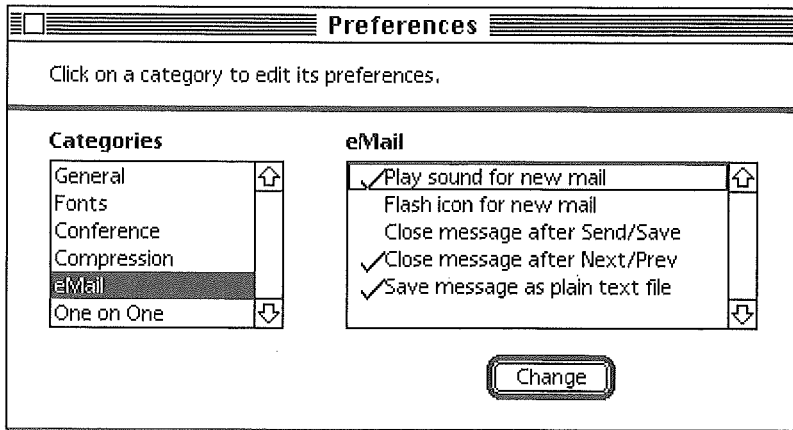 Preferences
Click on a category to edit its preferences.
Categories
General
Fonts
Conference
Compression
eMail
One on One
eMail
Play sound for new mail
Flash icon for new mail
Close message after Send/Save
Close message after Next/Prev
Save message as plain text file
Change